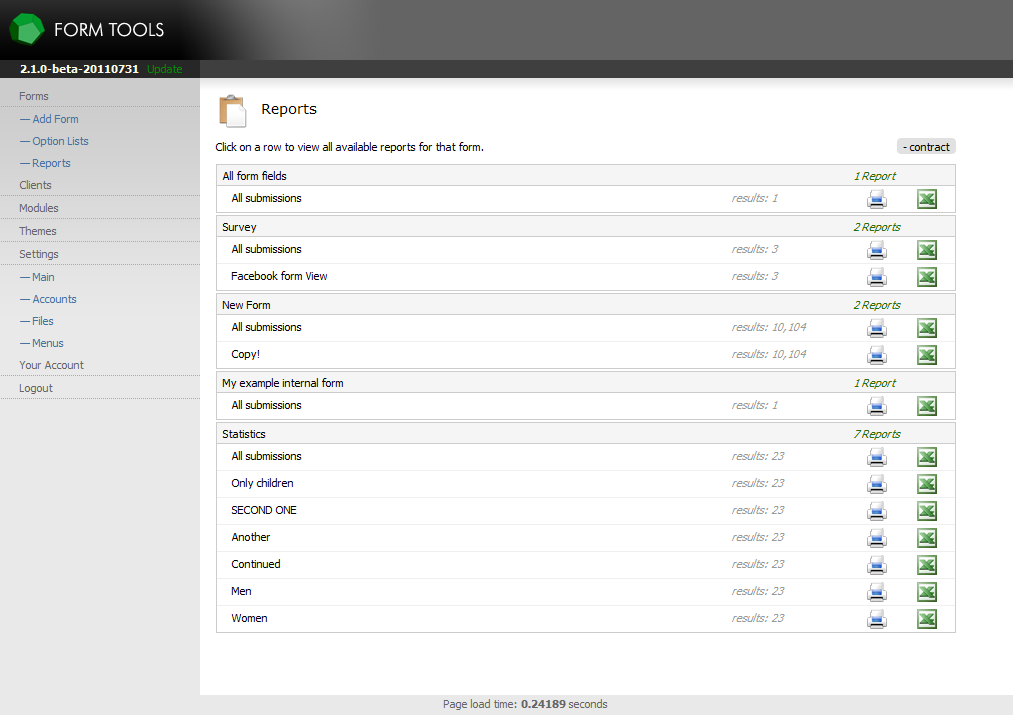 FORM TOOLS
2.1.0-beta-20110731 Update
Forms
— Add Form
— Option Lists
— Reports
Clients
Modules
Themes
Settings
— Main
— Accounts
— Files
— Menus
Your Account
Logout
Reports
Click on a row to view all available reports for that form.
- contract
All form fields 1 Report
All submissions results: 1
Survey 2 Reports
All submissions results: 3
Facebook form View results: 3
New Form 2 Reports
All submissions results: 10,104
Copy! results: 10,104
My example internal form 1 Report
All submissions results: 1
Statistics 7 Reports
All submissions results: 23
Only children results: 23
SECOND ONE results: 23
Another results: 23
Continued results: 23
Men results: 23
Women results: 23
Page load time: 0.24189 seconds